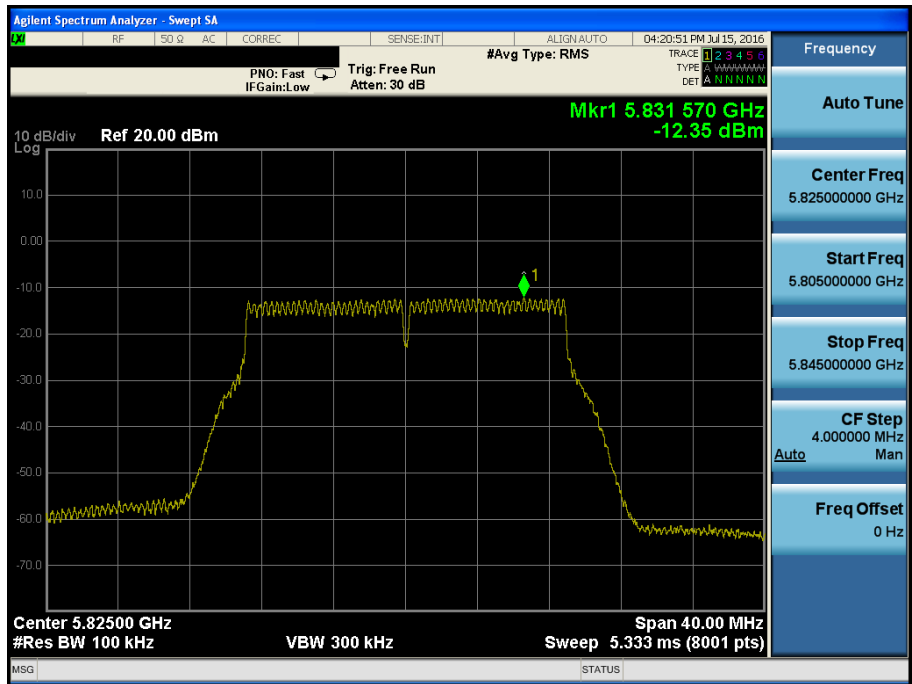 Agilent Spectrum Analyzer - Swept SA
LXI RF 50 Ω AC CORREC SENSE:INT ALIGN AUTO 04:20:51 PM Jul 15, 2016
#Avg Type: RMS
TRACE 1 2 3 4 5 6
TYPE A WWWWW
DET A N N N N N
PNO: Fast
IFGain:Low
Trig: Free Run
Atten: 30 dB
Mkr1 5.831 570 GHz
-12.35 dBm
10 dB/div Ref 20.00 dBm
Log
10.0
0.00
-10.0
-20.0
-30.0
-40.0
-50.0
-60.0
-70.0
1
Center 5.82500 GHz
Span 40.00 MHz
#Res BW 100 kHz
VBW 300 kHz
Sweep 5.333 ms (8001 pts)
MSG
STATUS
Frequency
Auto Tune
Center Freq
5.825000000 GHz
Start Freq
5.805000000 GHz
Stop Freq
5.845000000 GHz
CF Step
4.000000 MHz
Auto Man
Freq Offset
0 Hz